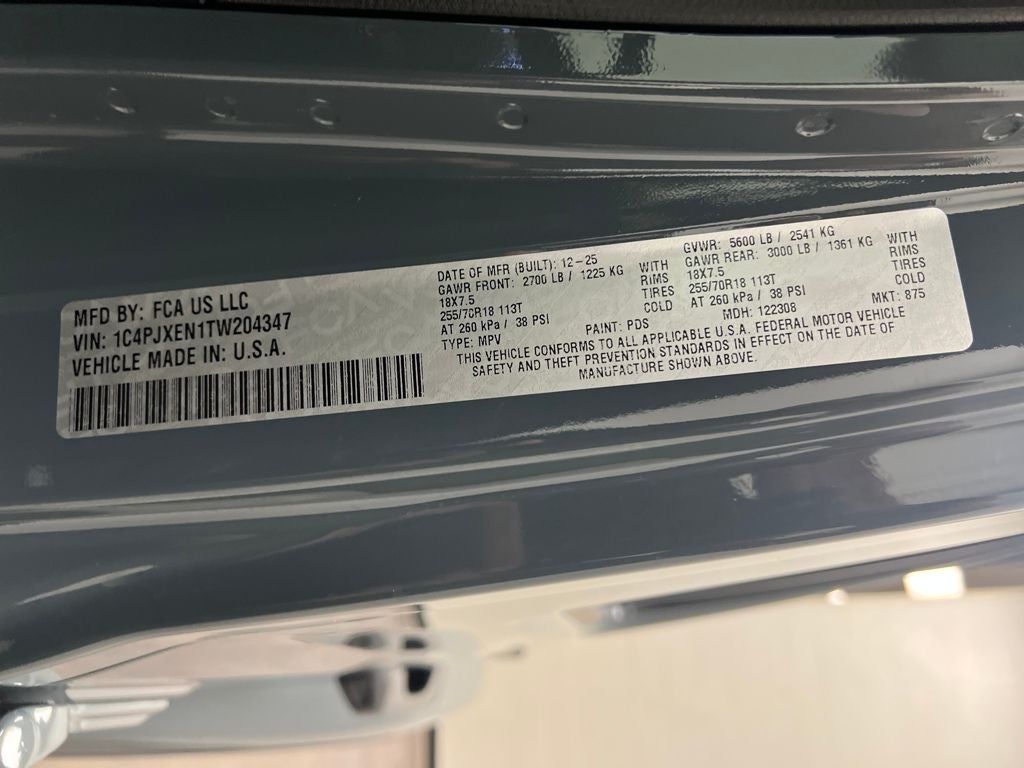 MFD BY: FCA US LLC
VIN: 1C4PJXEN1TW204347
VEHICLE MADE IN: U.S.A.
DATE OF MFR (BUILT): 12-25
GAWR FRONT: 2700 LB / 1225 KG WITH
18X7.5 RIMS
255/70R18 113T TIRES
AT 260 kPa / 38 PSI COLD
TYPE: MPV PAINT: PDS
GVWR: 5600 LB / 2541 KG
GAWR REAR: 3000 LB / 1361 KG WITH
18X7.5 RIMS
255/70R18 113T TIRES
AT 260 kPa / 38 PSI COLD
MDH: 122308 MKT: 875
THIS VEHICLE CONFORMS TO ALL APPLICABLE U.S.A. FEDERAL MOTOR VEHICLE
SAFETY AND THEFT PREVENTION STANDARDS IN EFFECT ON THE DATE OF
MANUFACTURE SHOWN ABOVE.